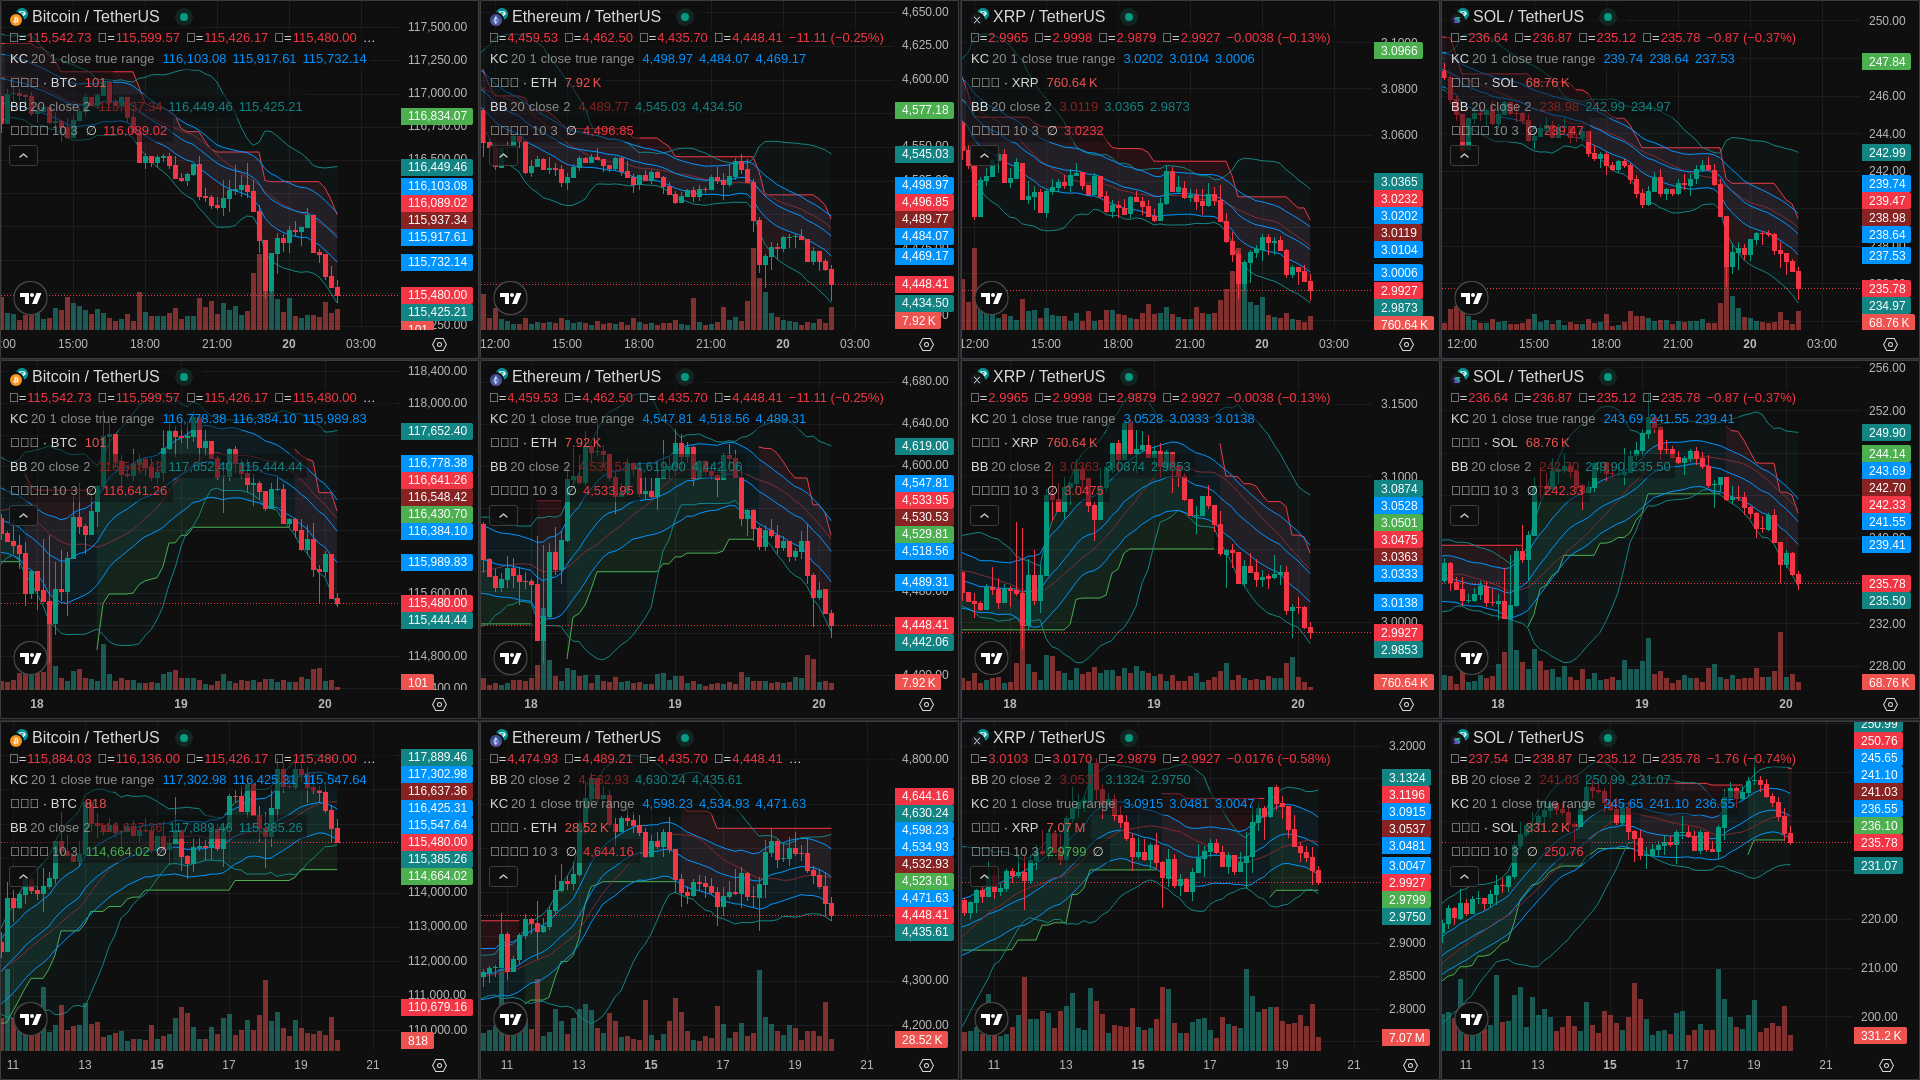 Bitcoin / TetherUS
=115,542.73 =115,599.57 =115,426.17 =115,480.00 ...
KC 20 1 close true range 116,103.08 115,917.61 115,732.14
· BTC 101
BB 20 close 2 115,937.34 116,449.46 115,425.21
10 3 ∅ 116,089.02
117,500.00
117,250.00
117,000.00
116,834.07
116,750.00
116,500.00
116,449.46
116,103.08
116,089.02
115,937.34
115,917.61
115,732.14
115,480.00
115,425.21
101
15:00 18:00 21:00 20 03:00
Ethereum / TetherUS
=4,459.53 =4,462.50 =4,435.70 =4,448.41 −11.11 (−0.25%)
KC 20 1 close true range 4,498.97 4,484.07 4,469.17
· ETH 7.92 K
BB 20 close 2 4,489.77 4,545.03 4,434.50
10 3 ∅ 4,496.85
4,650.00
4,625.00
4,600.00
4,577.18
4,545.03
4,498.97
4,496.85
4,489.77
4,484.07
4,469.17
4,448.41
4,434.50
7.92 K
12:00 15:00 18:00 21:00 20 03:00
XRP / TetherUS
=2.9965 =2.9998 =2.9879 =2.9927 −0.0038 (−0.13%)
KC 20 1 close true range 3.0202 3.0104 3.0006
· XRP 760.64 K
BB 20 close 2 3.0119 3.0365 2.9873
10 3 ∅ 3.0232
3.0966
3.0800
3.0600
3.0365
3.0232
3.0202
3.0119
3.0104
3.0006
2.9927
2.9873
760.64 K
12:00 15:00 18:00 21:00 20 03:00
SOL / TetherUS
=236.64 =236.87 =235.12 =235.78 −0.87 (−0.37%)
KC 20 1 close true range 239.74 238.64 237.53
· SOL 68.76 K
BB 20 close 2 238.98 242.99 234.97
10 3 ∅ 239.47
250.00
247.84
246.00
244.00
242.99
242.00
239.74
239.47
238.98
238.64
237.53
235.78
234.97
68.76 K
12:00 15:00 18:00 21:00 20 03:00
Bitcoin / TetherUS
=115,542.73 =115,599.57 =115,426.17 =115,480.00 ...
KC 20 1 close true range 116,778.38 116,384.10 115,989.83
· BTC 101
BB 20 close 2 116,548.42 117,652.40 115,444.44
10 3 ∅ 116,641.26
118,400.00
118,000.00
117,652.40
116,778.38
116,641.26
116,548.42
116,430.70
116,384.10
115,989.83
115,600.00
115,480.00
115,444.44
114,800.00
101
18 19 20
Ethereum / TetherUS
=4,459.53 =4,462.50 =4,435.70 =4,448.41 −11.11 (−0.25%)
KC 20 1 close true range 4,547.81 4,518.56 4,489.31
· ETH 7.92 K
BB 20 close 2 4,530.53 4,619.00 4,442.06
10 3 ∅ 4,533.95
4,680.00
4,640.00
4,619.00
4,600.00
4,547.81
4,533.95
4,530.53
4,529.81
4,518.56
4,489.31
4,480.00
4,448.41
4,442.06
7.92 K
18 19 20
XRP / TetherUS
=2.9965 =2.9998 =2.9879 =2.9927 −0.0038 (−0.13%)
KC 20 1 close true range 3.0528 3.0333 3.0138
· XRP 760.64 K
BB 20 close 2 3.0363 3.0874 2.9853
10 3 ∅ 3.0475
3.1500
3.1000
3.0874
3.0528
3.0501
3.0475
3.0363
3.0333
3.0138
3.0000
2.9927
2.9853
760.64 K
18 19 20
SOL / TetherUS
=236.64 =236.87 =235.12 =235.78 −0.87 (−0.37%)
KC 20 1 close true range 243.69 241.55 239.41
· SOL 68.76 K
BB 20 close 2 242.70 249.90 235.50
10 3 ∅ 242.33
256.00
252.00
249.90
244.14
243.69
242.70
242.33
241.55
239.41
235.78
235.50
232.00
228.00
68.76 K
18 19 20
Bitcoin / TetherUS
=115,884.03 =116,136.00 =115,426.17 =115,480.00 ...
KC 20 1 close true range 117,302.98 116,425.31 115,547.64
· BTC 818
BB 20 close 2 116,637.36 117,889.46 115,385.26
10 3 114,664.02 ∅
117,889.46
117,302.98
116,637.36
116,425.31
115,547.64
115,480.00
115,385.26
114,664.02
114,000.00
113,000.00
112,000.00
111,000.00
110,679.16
110,000.00
818
11 13 15 17 19 21
Ethereum / TetherUS
=4,474.93 =4,489.21 =4,435.70 =4,448.41 ...
BB 20 close 2 4,532.93 4,630.24 4,435.61
KC 20 1 close true range 4,598.23 4,534.93 4,471.63
· ETH 28.52 K
10 3 ∅ 4,644.16
4,800.00
4,644.16
4,630.24
4,598.23
4,534.93
4,532.93
4,523.61
4,471.63
4,448.41
4,435.61
4,300.00
4,200.00
28.52 K
11 13 15 17 19 21
XRP / TetherUS
=3.0103 =3.0170 =2.9879 =2.9927 −0.0176 (−0.58%)
BB 20 close 2 3.0537 3.1324 2.9750
KC 20 1 close true range 3.0915 3.0481 3.0047
· XRP 7.07 M
10 3 2.9799 ∅
3.2000
3.1324
3.1196
3.0915
3.0537
3.0481
3.0047
2.9927
2.9799
2.9750
2.9000
2.8500
2.8000
7.07 M
11 13 15 17 19 21
SOL / TetherUS
=237.54 =238.87 =235.12 =235.78 −1.76 (−0.74%)
BB 20 close 2 241.03 250.99 231.07
KC 20 1 close true range 245.65 241.10 236.55
· SOL 331.2 K
10 3 ∅ 250.76
250.99
250.76
245.65
241.10
241.03
236.55
236.10
235.78
231.07
220.00
210.00
200.00
331.2 K
11 13 15 17 19 21